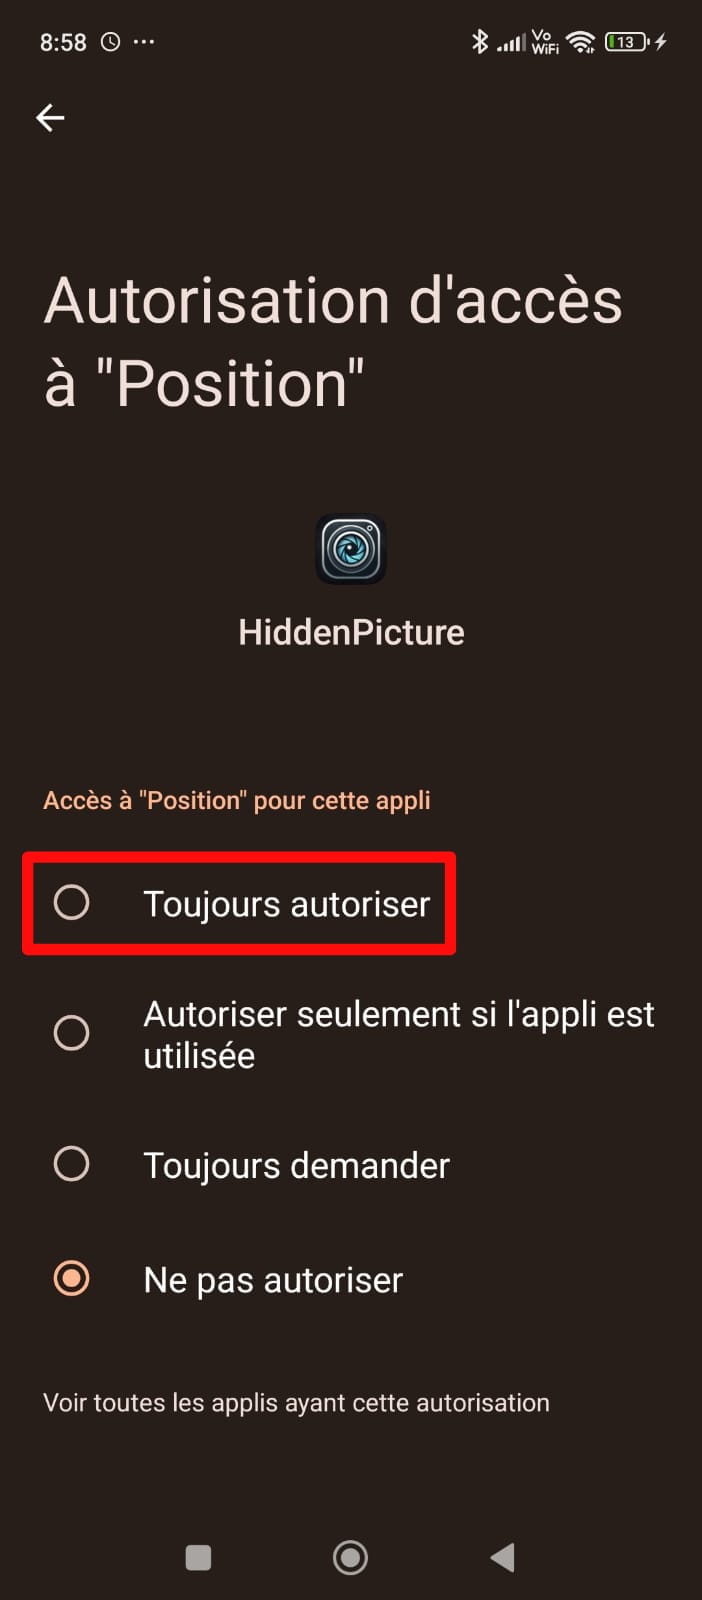 8:58
Vo
WiFi
13
Autorisation d'accès
à "Position"
HiddenPicture
Accès à "Position" pour cette appli
Toujours autoriser
Autoriser seulement si l'appli est
utilisée
Toujours demander
Ne pas autoriser
Voir toutes les applis ayant cette autorisation